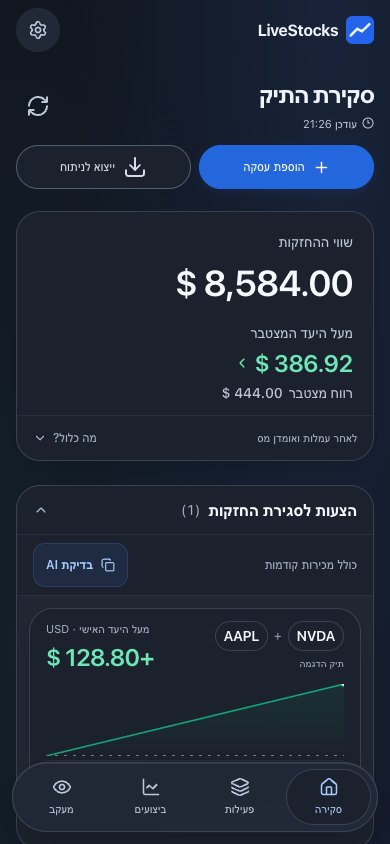 LiveStocks
סקירת התיק
עודכן 21:26
הוספת עסקה
ייצוא לניתוח
שווי ההחזקות
$ 8,584.00
מעל היעד המצטבר
$ 386.92
רווח מצטבר 444.00 $
לאחר עמלות ואומדן מס
מה כלול?
הצעות לסגירת החזקות (1)
כולל מכירות קודמות
בדיקת AI
NVDA + AAPL
תיק הדגמה
מעל היעד האישי · USD
$ 128.80+
סקירה
פעילות
ביצועים
מעקב